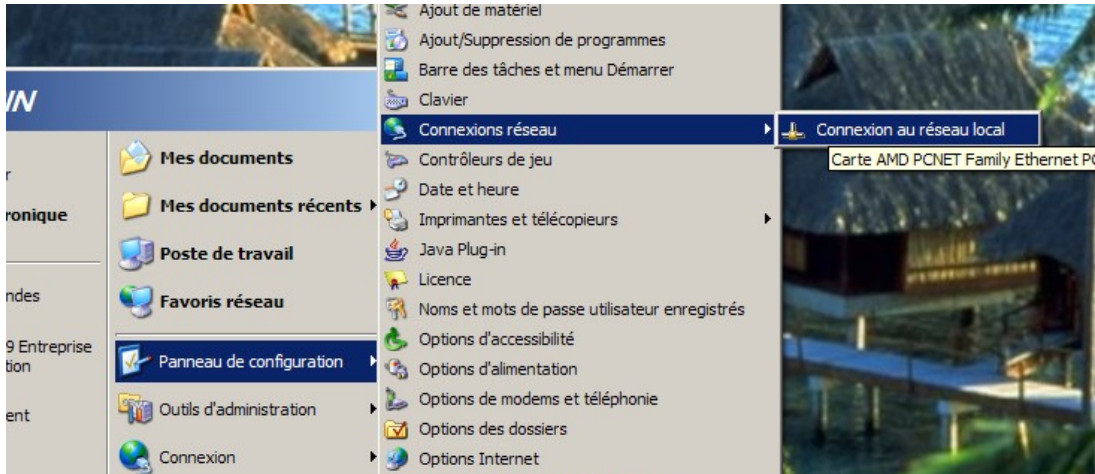 NN
r
ronique
ndes
9 Entreprise
tion
ent
Mes documents
Mes documents récents
Poste de travail
Favoris réseau
Panneau de configuration
Outils d'administration
Connexion
Ajout de matériel
Ajout/Suppression de programmes
Barre des tâches et menu Démarrer
Clavier
Connexions réseau
Contrôleurs de jeu
Date et heure
Imprimantes et télécopieurs
Java Plug-in
Licence
Noms et mots de passe utilisateur enregistrés
Options d'accessibilité
Options d'alimentation
Options de modems et téléphonie
Options des dossiers
Options Internet
Connexion au réseau local
Carte AMD PCNET Family Ethernet PC